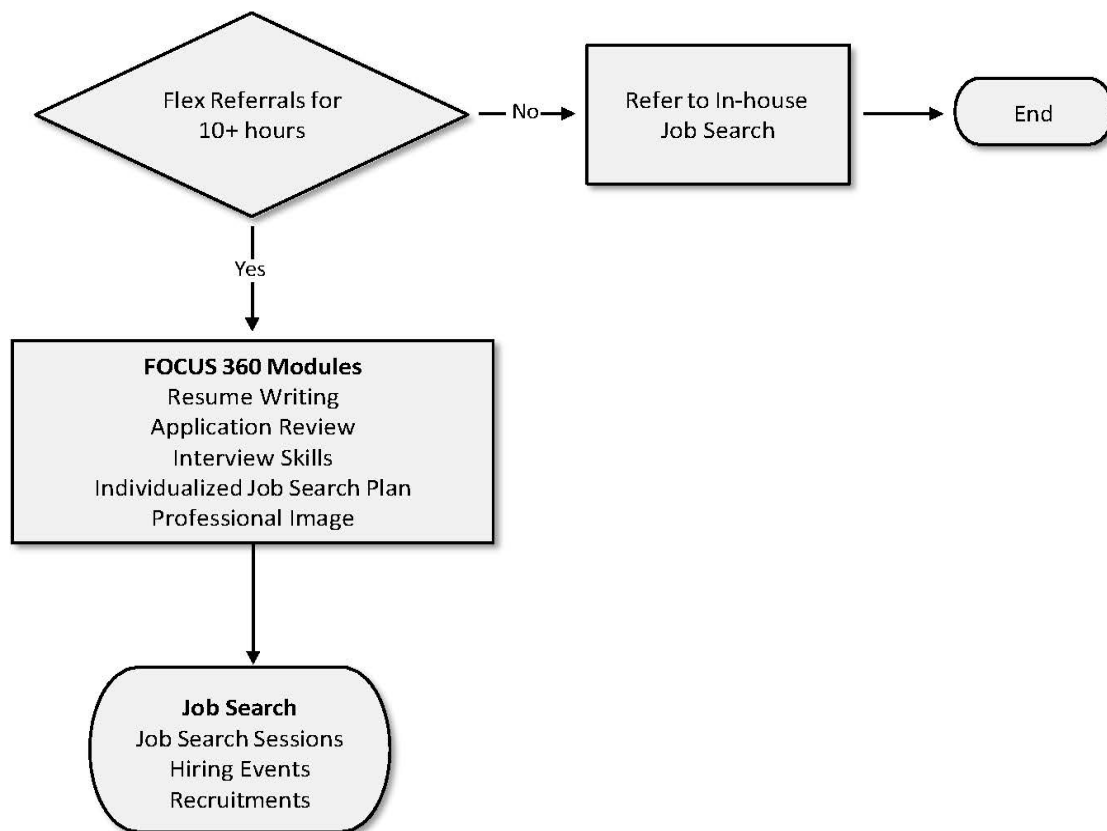 Flex Referrals for
10+ hours
No
Refer to In-house
Job Search
End
Yes
FOCUS 360 Modules
Resume Writing
Application Review
Interview Skills
Individualized Job Search Plan
Professional Image
Job Search
Job Search Sessions
Hiring Events
Recruitments